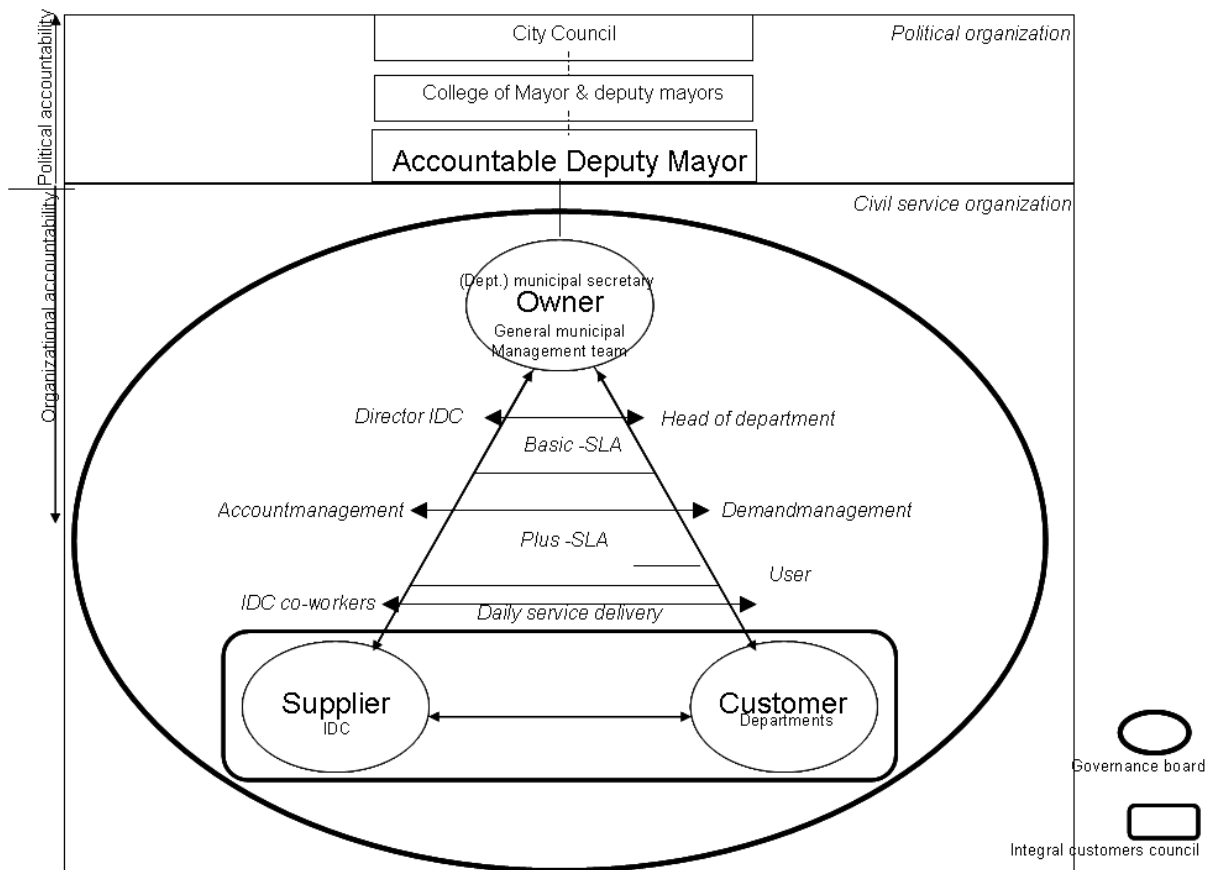 City Council
Political organization
College of Mayor & deputy mayors
Accountable Deputy Mayor
Political accountability
Civil service organization
Organizational accountability
(Dept.) municipal secretary
Owner
General municipal
Management team
Director IDC
Head of department
Basic -SLA
Accountmanagement
Demandmanagement
Plus -SLA
User
IDC co-workers
Daily service delivery
Supplier
IDC
Customer
Departments
Governance board
Integral customers council